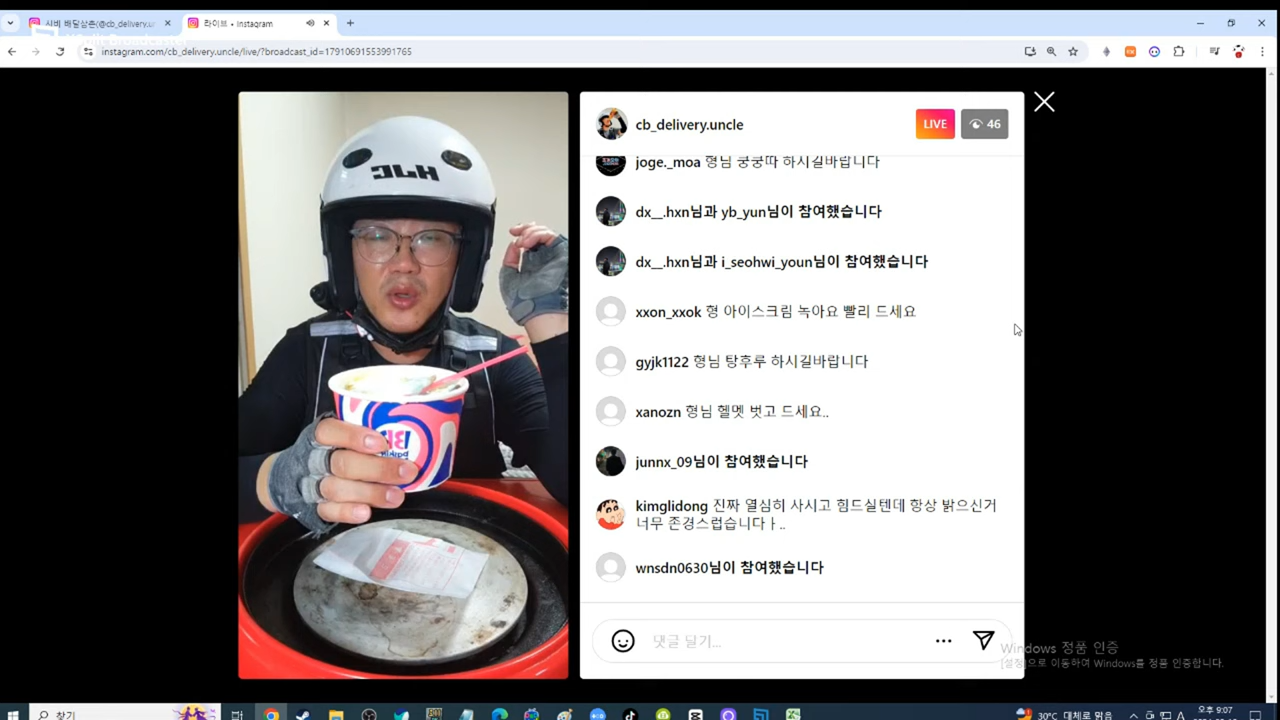 시비 배달삼촌(@cb_delivery.ur
라이브 • Instagram
instagram.com/cb_delivery.uncle/live/?broadcast_id=17910691553991765
cb_delivery.uncle
LIVE
46
joge._moa 형님 쿵쿵따 하시길바랍니다
dx__.hxn님과 yb_yun님이 참여했습니다
dx__.hxn님과 i_seohwi_youn님이 참여했습니다
xxon_xxok 형 아이스크림 녹아요 빨리 드세요
gyjk1122 형님 탕후루 하시길바랍니다
xanozn 형님 헬멧 벗고 드세요..
junnx_09님이 참여했습니다
kimglidong 진짜 열심히 사시고 힘드실텐데 항상 밝으신거
너무 존경스럽습니다ㅏ..
wnsdn0630님이 참여했습니다
댓글 달기...
Windows 정품 인증
[설정]으로 이동하여 Windows를 정품 인증합니다.
찾기
30°C 대체로 맑음
오후 9:07